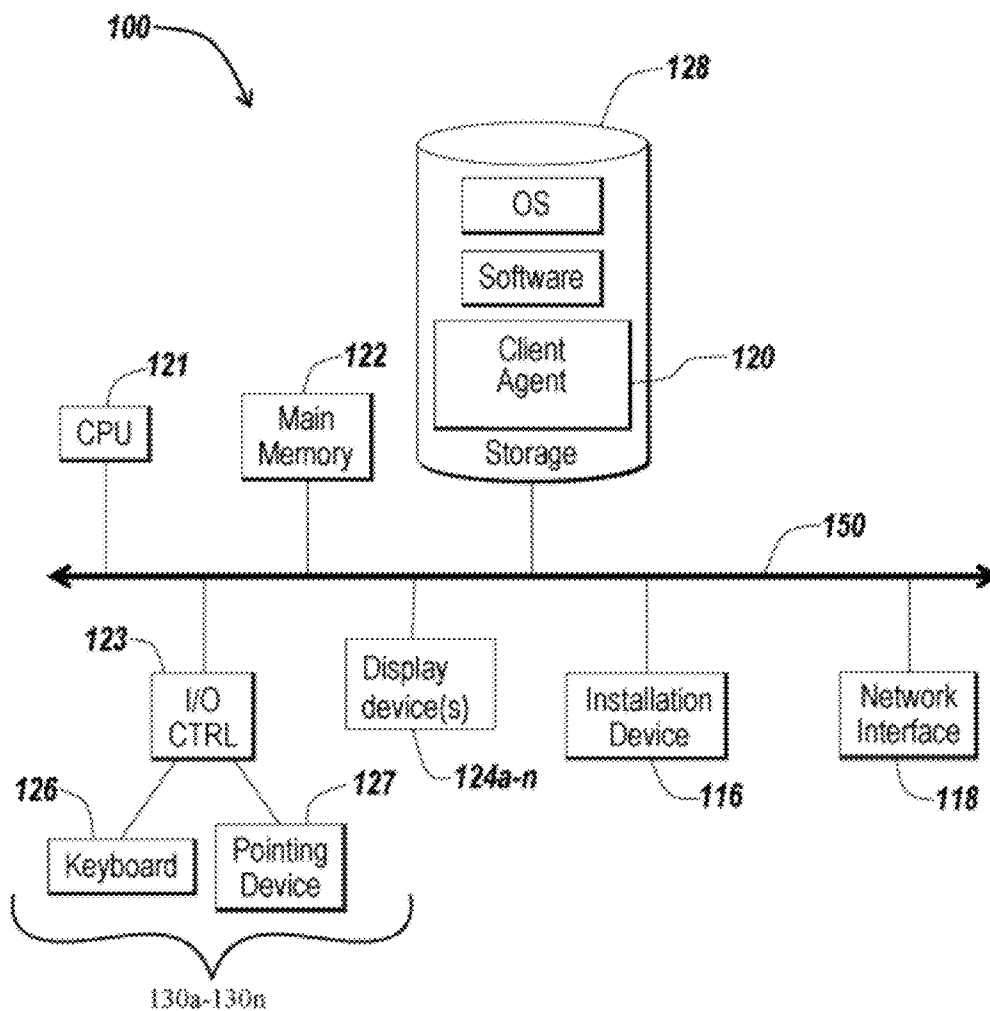 100
128
OS
Software
Client
Agent
120
Storage
121
CPU
122
Main
Memory
150
123
I/O
CTRL
Display
device(s)
124a-n
Installation
Device
116
Network
Interface
118
126
Keyboard
127
Pointing
Device
130a-130n